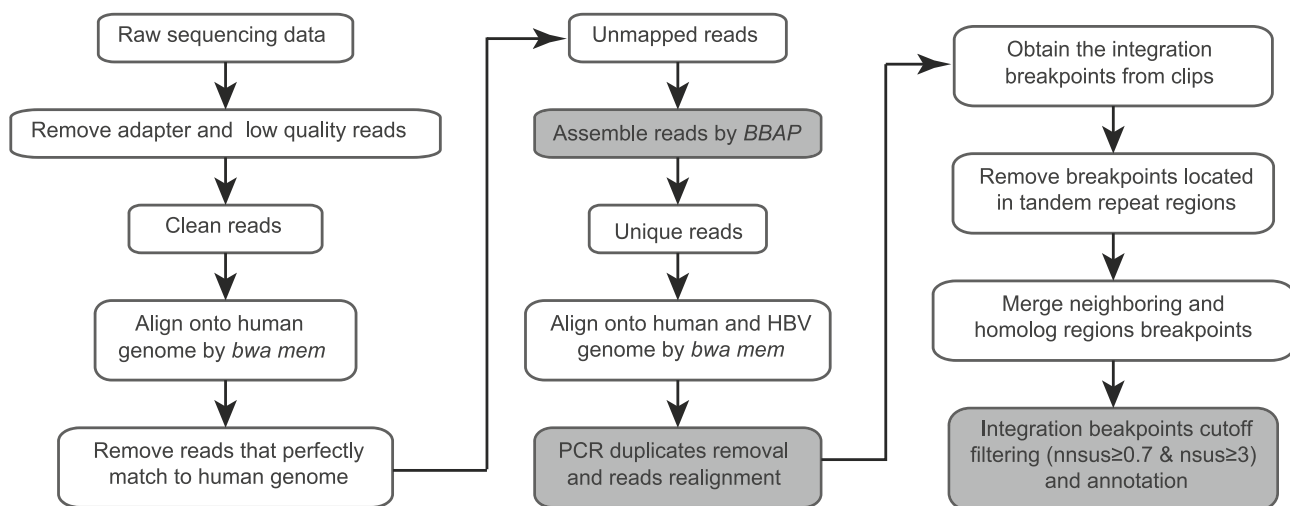 Raw sequencing data
Remove adapter and low quality reads
Clean reads
Align onto human
genome by bwa mem
Remove reads that perfectly
match to human genome
Unmapped reads
Assemble reads by BBAP
Unique reads
Align onto human and HBV
genome by bwa mem
PCR duplicates removal
and reads realignment
Obtain the integration
breakpoints from clips
Remove breakpoints located
in tandem repeat regions
Merge neighboring and
homolog regions breakpoints
Integration beakpoints cutoff
filtering (nnsus≥0.7 & nsus≥3)
and annotation